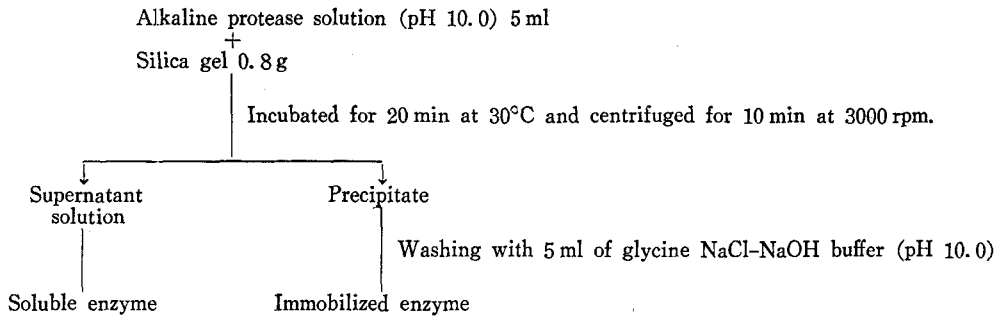 Alkaline protease solution (pH 10. 0) 5 ml
+
Silica gel 0. 8 g
Incubated for 20 min at 30°C and centrifuged for 10 min at 3000 rpm.
Supernatant
solution
Precipitate
Washing with 5 ml of glycine NaCl-NaOH buffer (pH 10. 0)
Soluble enzyme
Immobilized enzyme